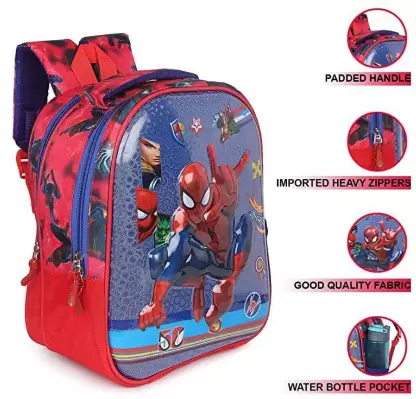 PADDED HANDLE
IMPORTED HEAVY ZIPPERS
GOOD QUALITY FABRIC
WATER BOTTLE POCKET